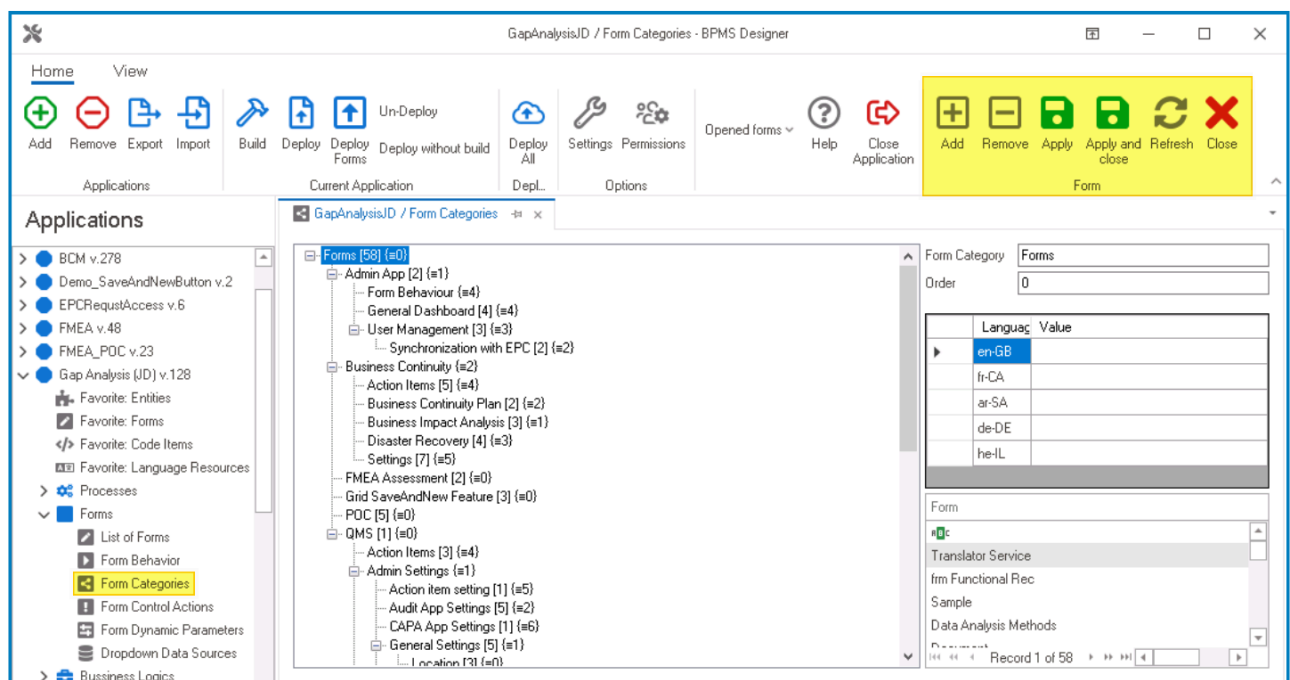 GapAnalysisJD / Form Categories - BPMS Designer
Home View
Add Remove Export Import
Applications
Build Deploy Deploy Forms Un-Deploy Deploy without build
Current Application
Deploy All
Depl...
Settings Permissions
Options
Opened forms
Help Close Application
Add Remove Apply Apply and close Refresh Close
Form
Applications
BCM v.278
Demo_SaveAndNewButton v.2
EPCRequstAccess v.6
FMEA v.48
FMEA_POC v.23
Gap Analysis (JD) v.128
Favorite: Entities
Favorite: Forms
Favorite: Code Items
Favorite: Language Resources
Processes
Forms
List of Forms
Form Behavior
Form Categories
Form Control Actions
Form Dynamic Parameters
Dropdown Data Sources
Bussiness Logics
GapAnalysisJD / Form Categories
Forms [58] {≡0}
Admin App [2] {≡1}
Form Behaviour {≡4}
General Dashboard [4] {≡4}
User Management [3] {≡3}
Synchronization with EPC [2] {≡2}
Business Continuity {≡2}
Action Items [5] {≡4}
Business Continuity Plan [2] {≡2}
Business Impact Analysis [3] {≡1}
Disaster Recovery [4] {≡3}
Settings [7] {≡5}
FMEA Assessment [2] {≡0}
Grid SaveAndNew Feature [3] {≡0}
POC [5] {≡0}
QMS [1] {≡0}
Action Items [3] {≡4}
Admin Settings {≡1}
Action item setting [1] {≡5}
Audit App Settings [5] {≡2}
CAPA App Settings [1] {≡6}
General Settings [5] {≡1}
Location [3] {≡0}
Form Category Forms
Order 0
Languag Value
en-GB
fr-CA
ar-SA
de-DE
he-IL
Form
ABC
Translator Service
frm Functional Rec
Sample
Data Analysis Methods
Document
Record 1 of 58